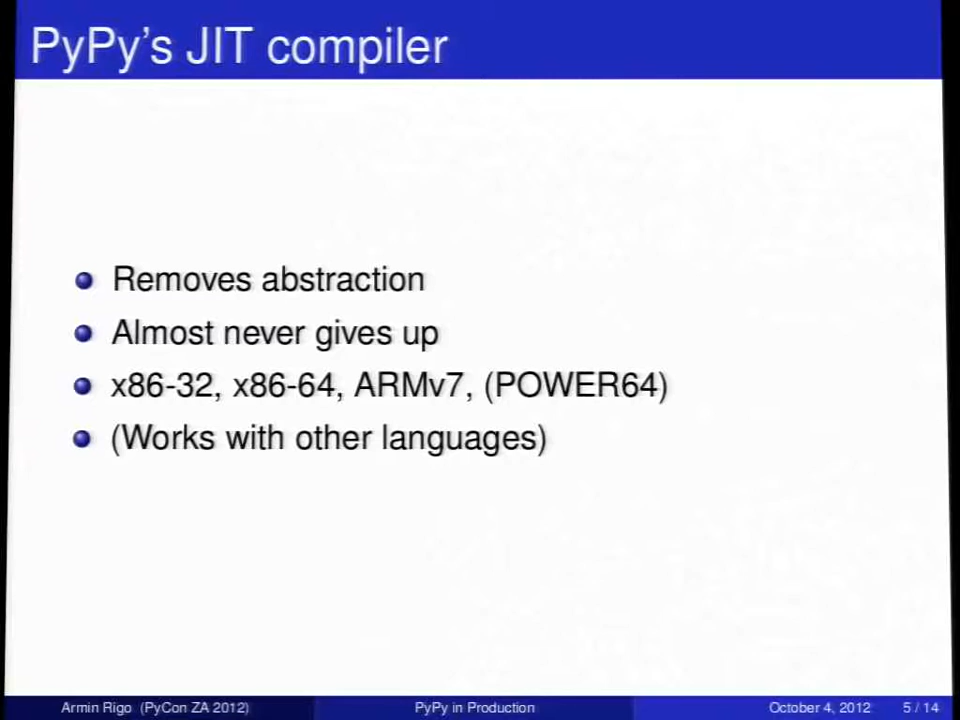 PyPy's JIT compiler
Removes abstraction
Almost never gives up
x86-32, x86-64, ARMv7, (POWER64)
(Works with other languages)
Armin Rigo (PyCon ZA 2012) PyPy in Production October 4, 2012 5 / 14